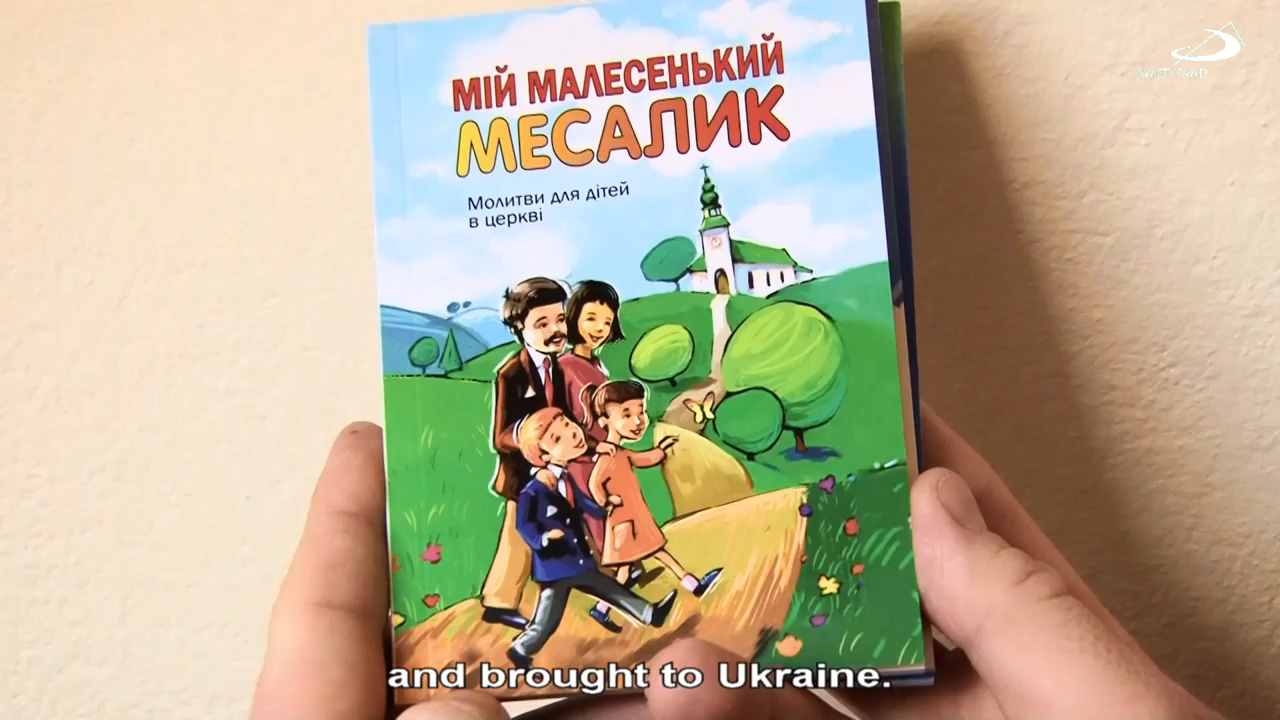 МІЙ МАЛЕСЕНЬКИЙ
МЕСАЛИК
Молитви для дітей
в церкві
and brought to Ukraine.